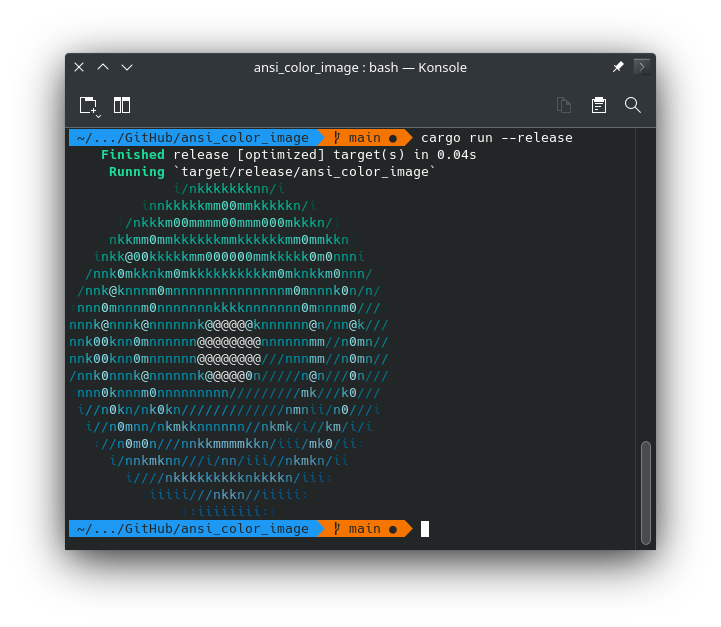 ansi_color_image : bash — Konsole
~/.../GitHub/ansi_color_image main ● cargo run --release
Finished release [optimized] target(s) in 0.04s
Running `target/release/ansi_color_image`
i/nkkkkkknn/i
innkkkkkmm00mmkkkkkn/i
:/nkkkm00mmmm00mmm000mkkkn/:
nkkmm0mmkkkkkkmmkkkkkkmm0mmkkn
inkk@00kkkkkmm000000mmkkkkk0m0nnni
/nnk0mkknkm0mkkkkkkkkkkm0mknkkm0nnn/
/nnk@knnnm0mnnnnnnnnnnnnnnm0mnnnk0n/n/
nnn0mnnnm0nnnnnnnkkkknnnnnnn0mnnnm0///
nnnk@nnnk@nnnnnnk@@@@@@knnnnnn@n/nn@k///
nnk00knn0mnnnnnn@@@@@@@@nnnnnnmm//n0mn//
nnk00knn0mnnnnnn@@@@@@@@///nnnmm//n0mn//
/nnk0nnnk@nnnnnnk@@@@@0n/////n@n///0n///
nnn0knnnm0nnnnnnnnn/////////mk///k0///
i//n0kn/nk0kn/////////////nmnii/n0///i
i//n0mnn/nkmkknnnnnn//nkmk/i//km/i/i
:://n0m0n///nnkkmmmmkkn/iii/mk0/ii:
i/nnkmknn///i/nn/iii//nkmkn/ii
i////nkkkkkkkkknkkkkn/iii:
iiiii///nkkn//iiiii:
::iiiiiiii::
~/.../GitHub/ansi_color_image main ●